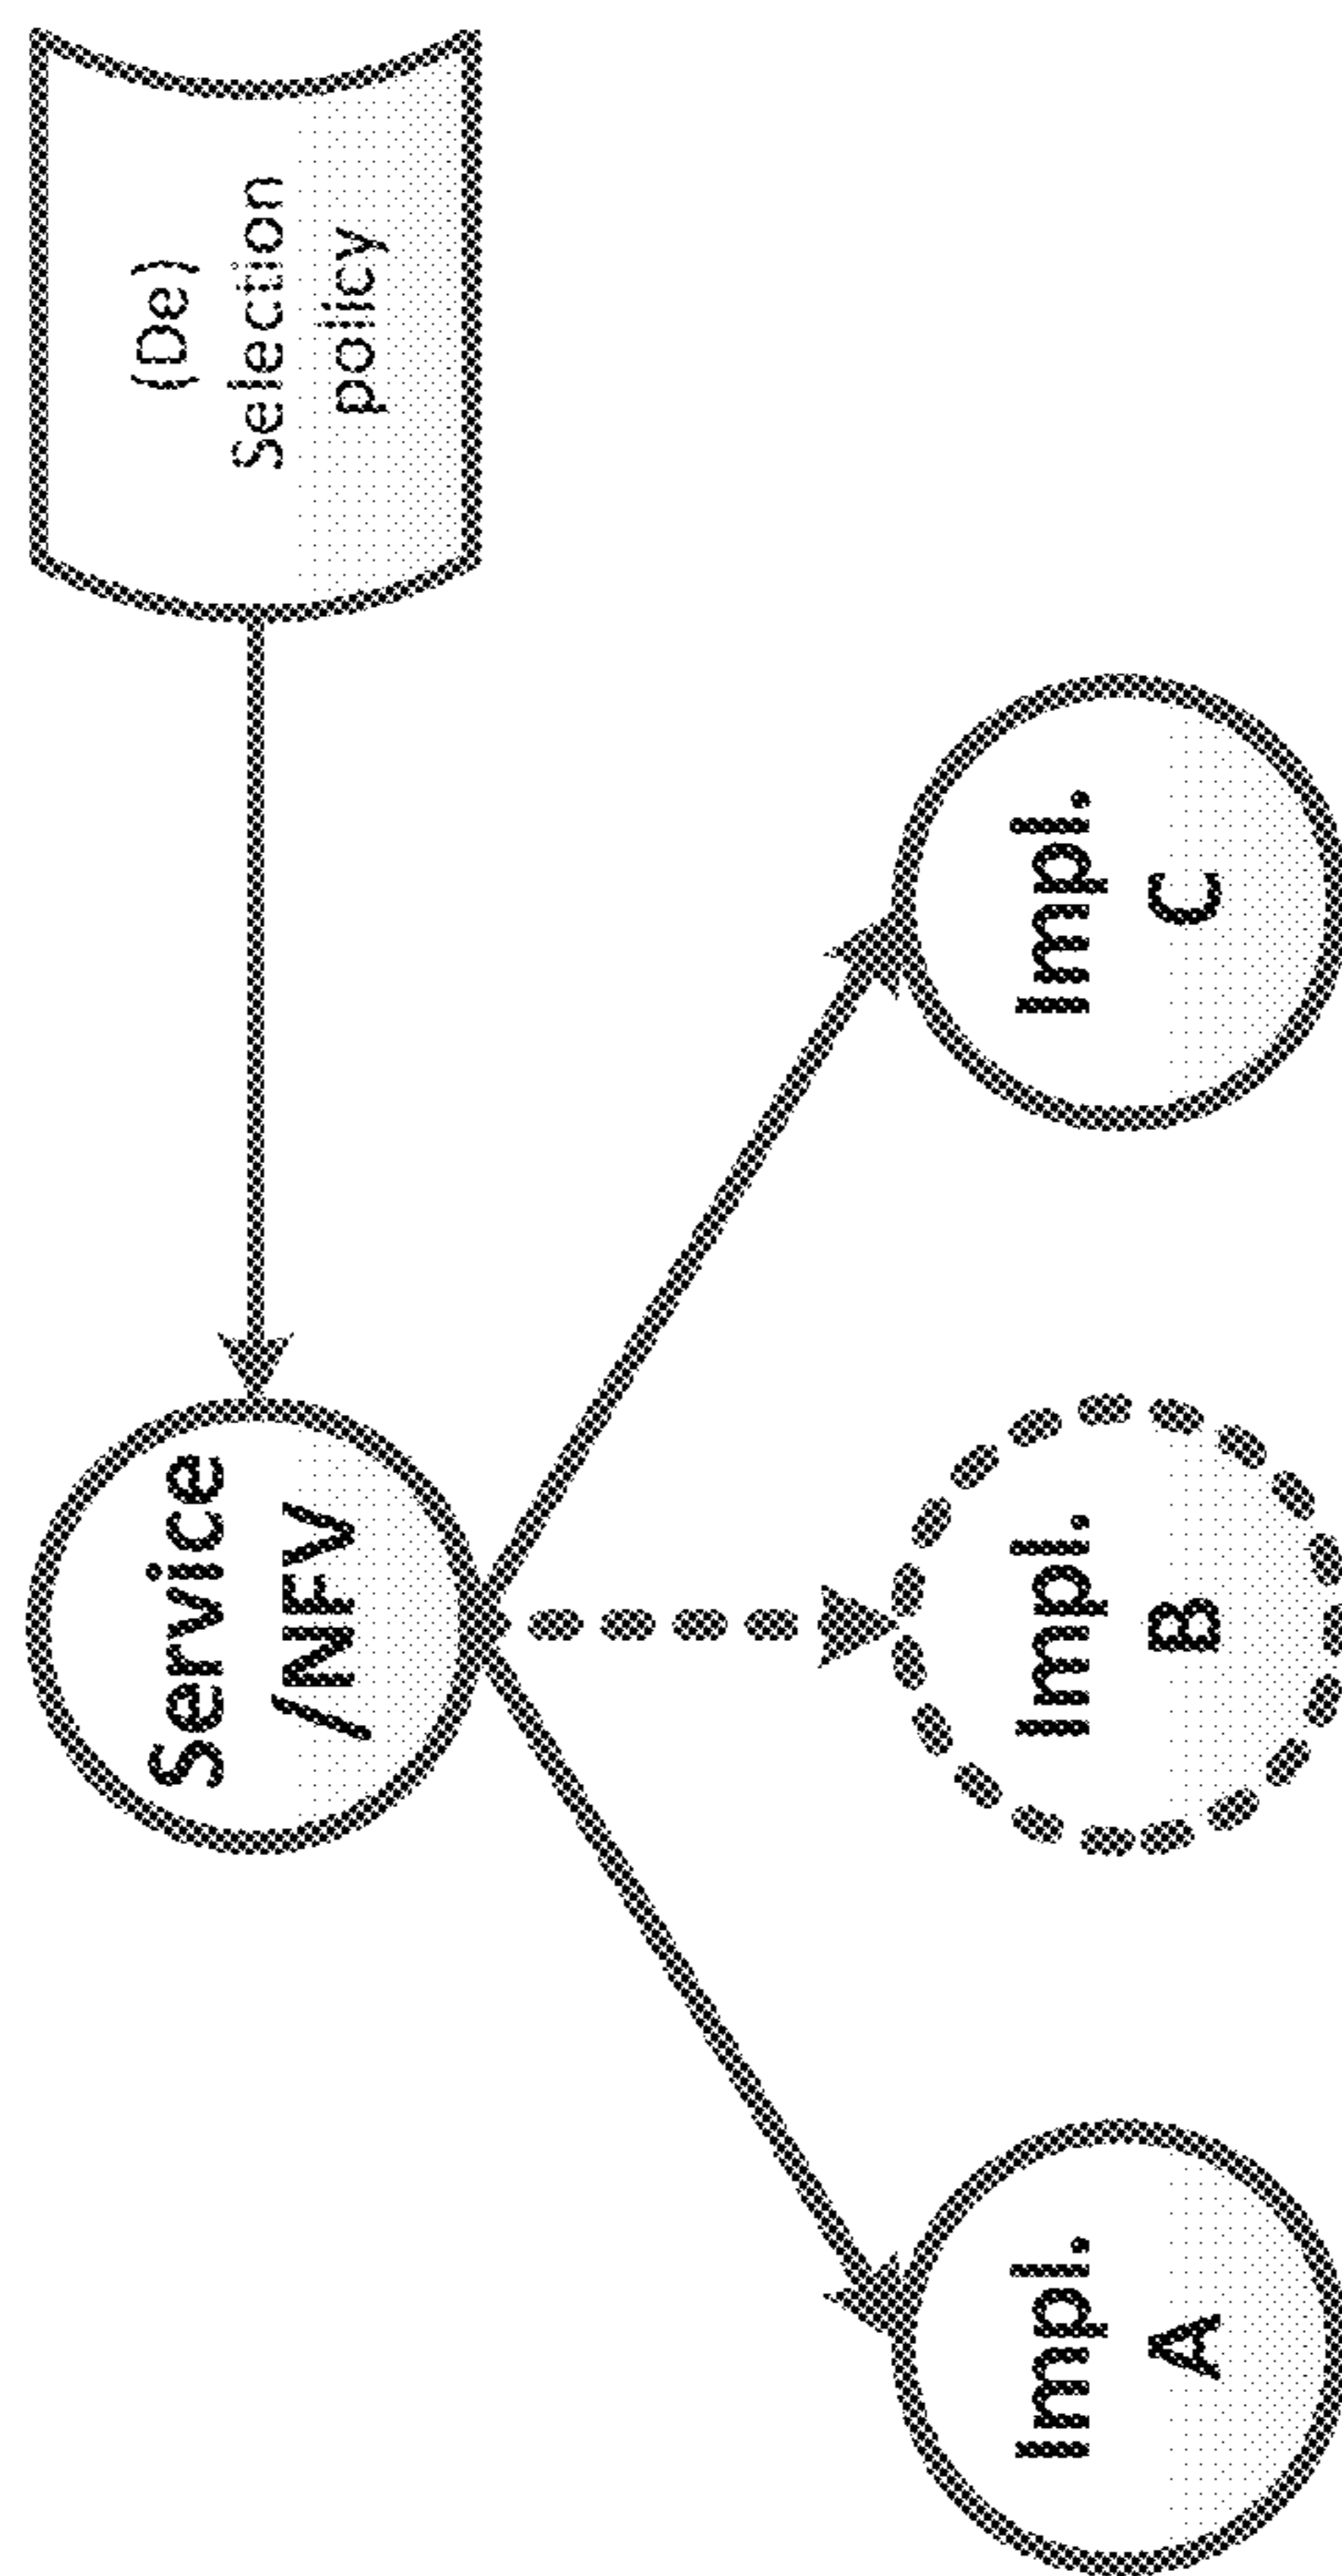 Service
/NFV
(De)
Selection
policy
Impl.
A
Impl.
B
Impl.
C